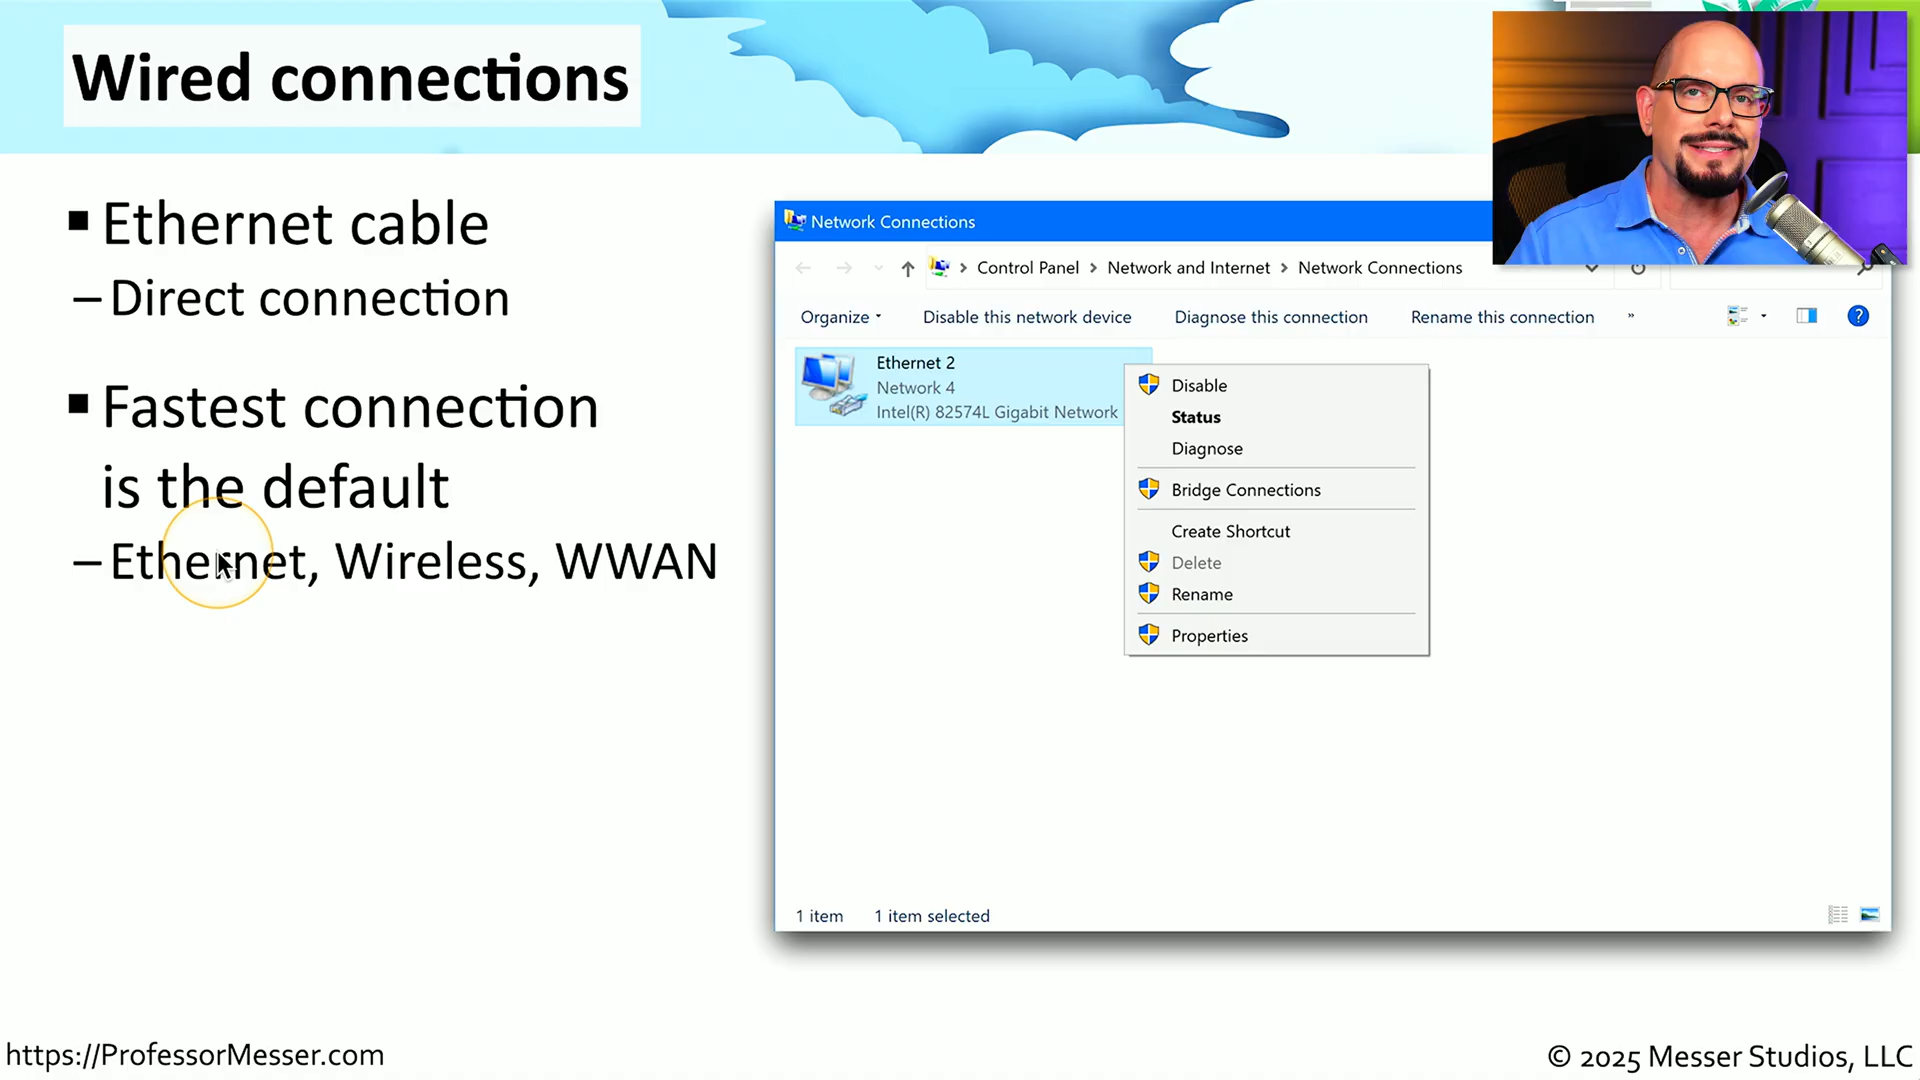 Wired connections
▪ Ethernet cable
– Direct connection
▪ Fastest connection
is the default
– Ethernet, Wireless, WWAN
Network Connections
Control Panel > Network and Internet > Network Connections
Organize Disable this network device Diagnose this connection Rename this connection »
Ethernet 2
Network 4
Intel(R) 82574L Gigabit Network
Disable
Status
Diagnose
Bridge Connections
Create Shortcut
Delete
Rename
Properties
1 item 1 item selected
https://ProfessorMesser.com
© 2025 Messer Studios, LLC